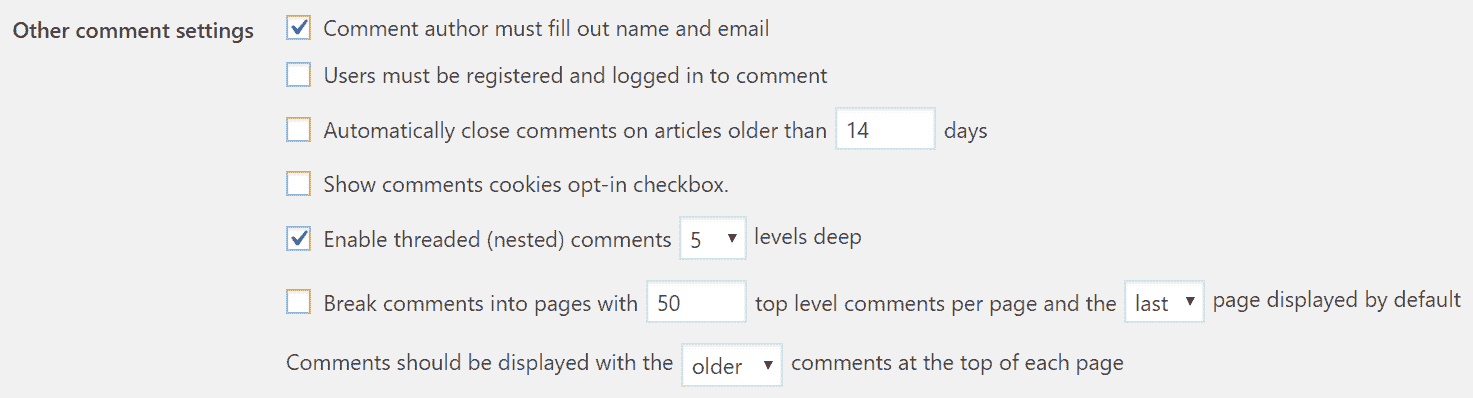 Other comment settings Comment author must fill out name and email
Users must be registered and logged in to comment
Automatically close comments on articles older than 14 days
Show comments cookies opt-in checkbox.
Enable threaded (nested) comments 5 levels deep
Break comments into pages with 50 top level comments per page and the last page displayed by default
Comments should be displayed with the older comments at the top of each page